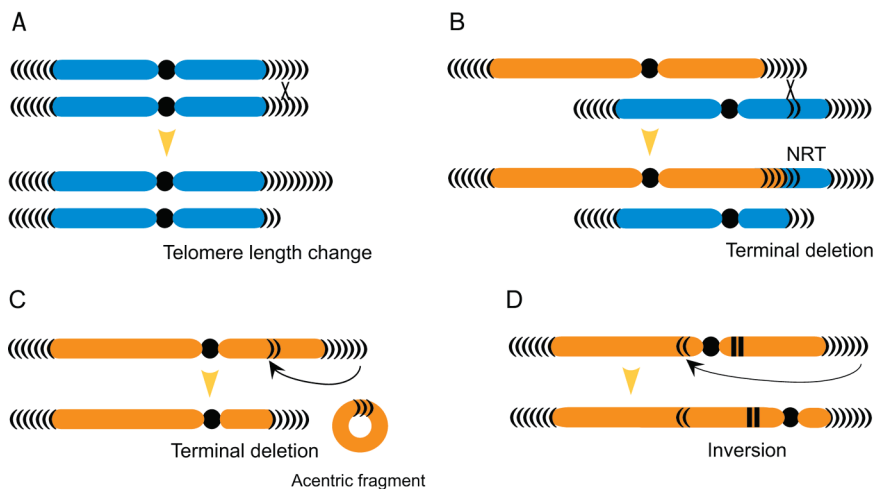 A
B
Telomere length change
NRT
Terminal deletion
C
D
Terminal deletion
Acentric fragment
Inversion